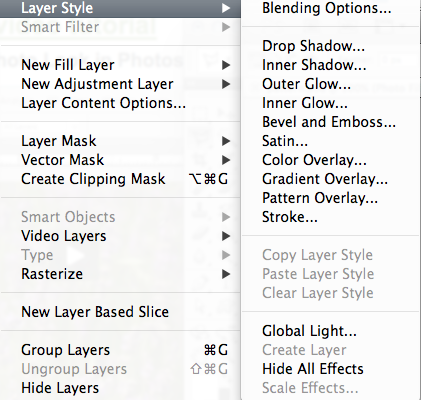 Layer Style
Smart Filter
New Fill Layer
New Adjustment Layer
Layer Content Options...
Layer Mask
Vector Mask
Create Clipping Mask ⌥⌘G
Smart Objects
Video Layers
Type
Rasterize
New Layer Based Slice
Group Layers ⌘G
Ungroup Layers ⇧⌘G
Hide Layers
Blending Options...
Drop Shadow...
Inner Shadow...
Outer Glow...
Inner Glow...
Bevel and Emboss...
Satin...
Color Overlay...
Gradient Overlay...
Pattern Overlay...
Stroke...
Copy Layer Style
Paste Layer Style
Clear Layer Style
Global Light...
Create Layer
Hide All Effects
Scale Effects...